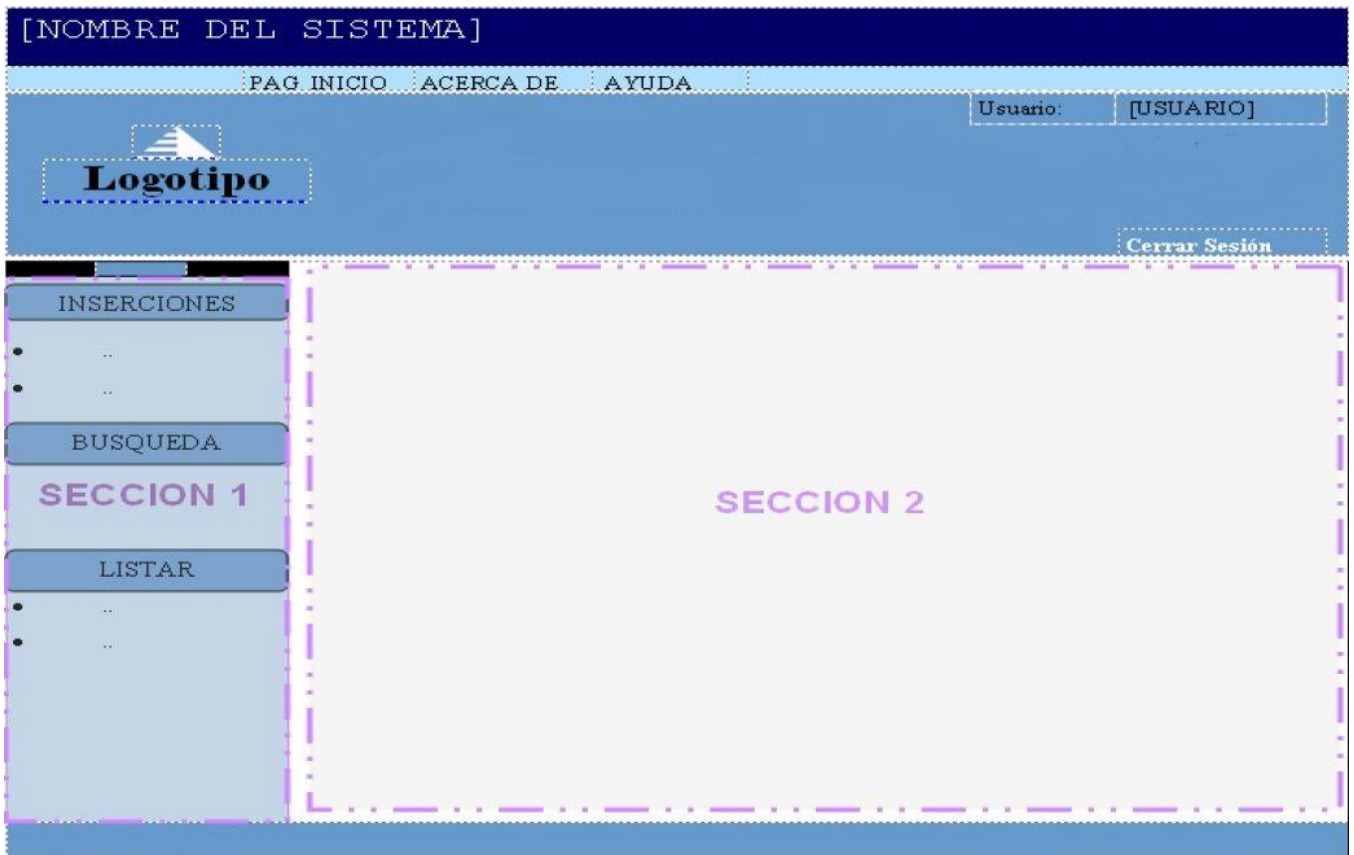 [NOMBRE DEL SISTEMA]
PAG INICIO ACERCA DE AYUDA
Usuario: [USUARIO]
Logotipo
Cerrar Sesión
INSERCIONES
• ..
• ..
BUSQUEDA
SECCION 1
SECCION 2
LISTAR
• ..
• ..